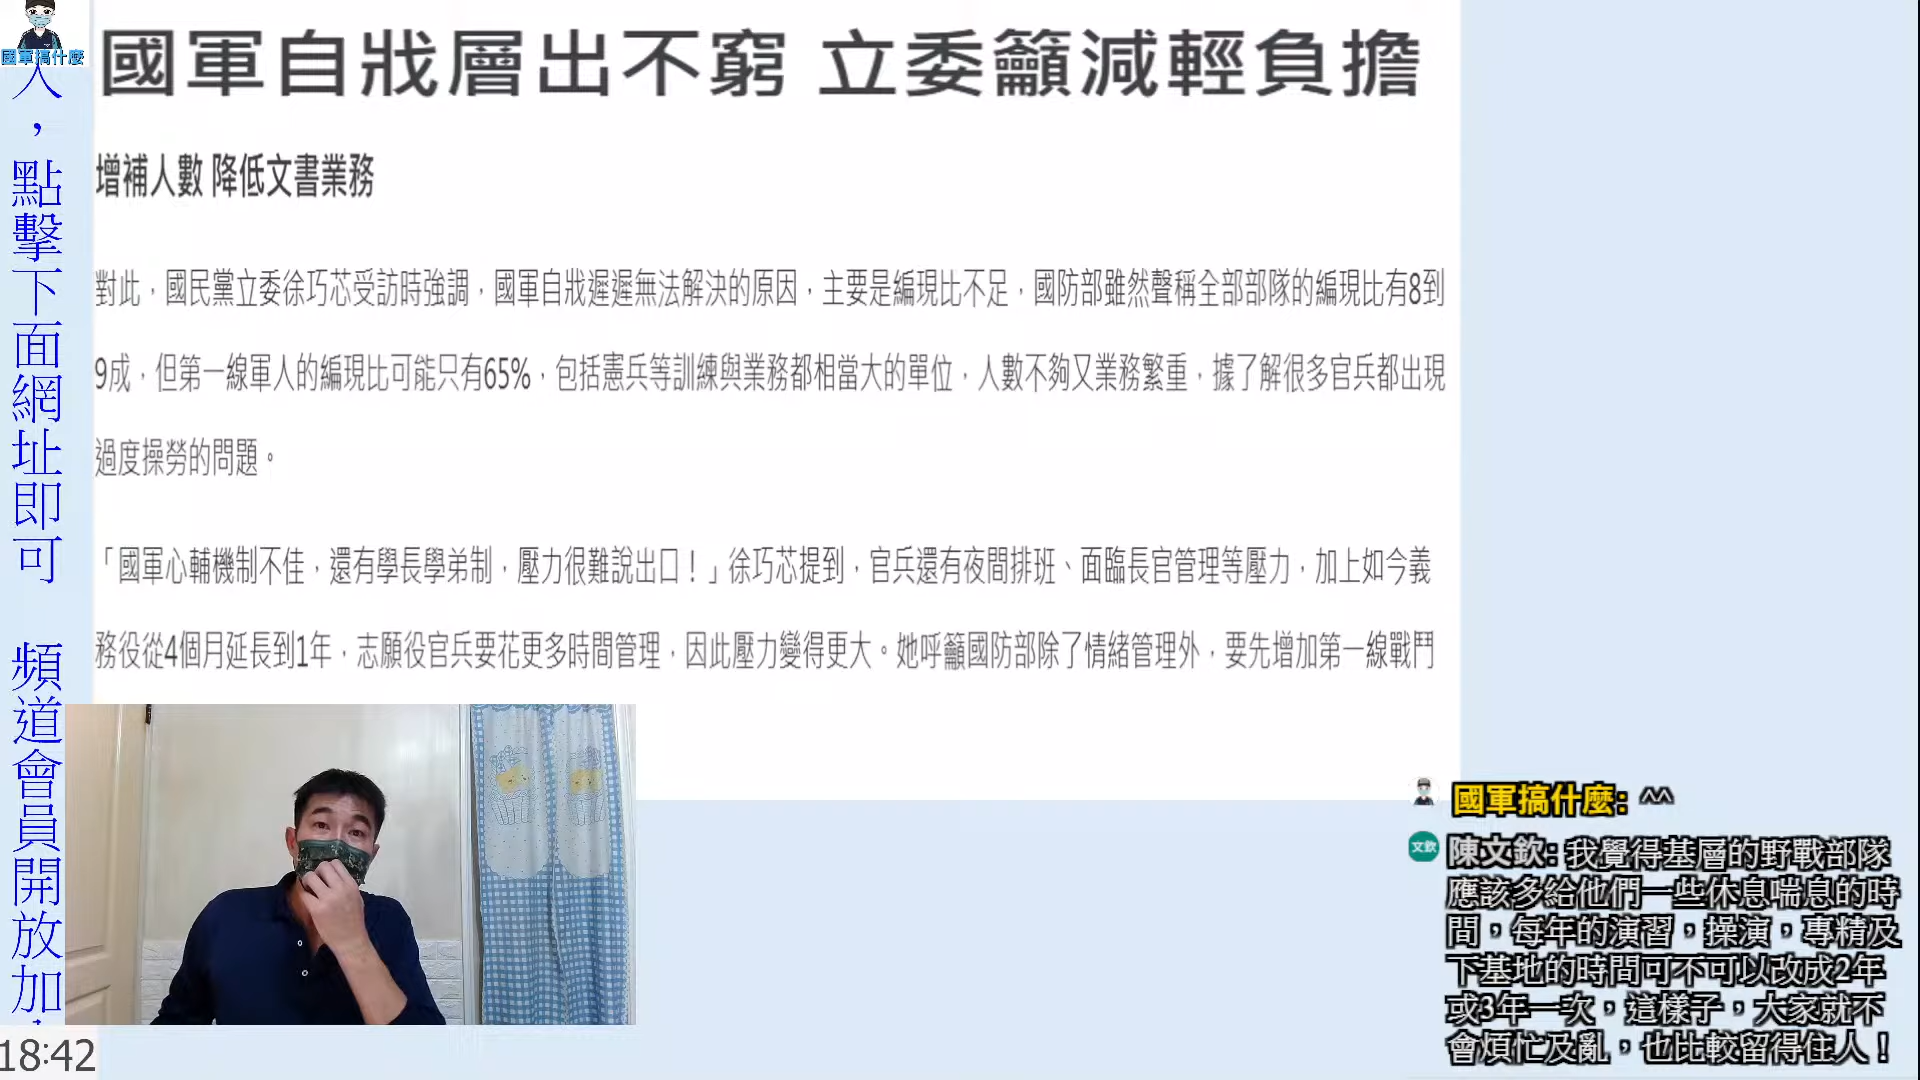 國軍搞什麼
人，點擊下面網址即可 頻道會員開放加
國軍自戕層出不窮 立委籲減輕負擔
增補人數 降低文書業務
對此，國民黨立委徐巧芯受訪時強調，國軍自戕遲遲無法解決的原因，主要是編現比不足，國防部雖然聲稱全部部隊的編現比有8到
9成，但第一線軍人的編現比可能只有65%，包括憲兵等訓練與業務都相當大的單位，人數不夠又業務繁重，據了解很多官兵都出現
過度操勞的問題。
「國軍心輔機制不佳，還有學長學弟制，壓力很難說出口！」徐巧芯提到，官兵還有夜間排班、面臨長官管理等壓力，加上如今義
務役從4個月延長到1年，志願役官兵要花更多時間管理，因此壓力變得更大。她呼籲國防部除了情緒管理外，要先增加第一線戰鬥
國軍搞什麼: ^^
文欽
陳文欽: 我覺得基層的野戰部隊
應該多給他們一些休息喘息的時
間，每年的演習，操演，專精及
下基地的時間可不可以改成2年
或3年一次，這樣子，大家就不
會煩忙及亂，也比較留得住人！
18:42